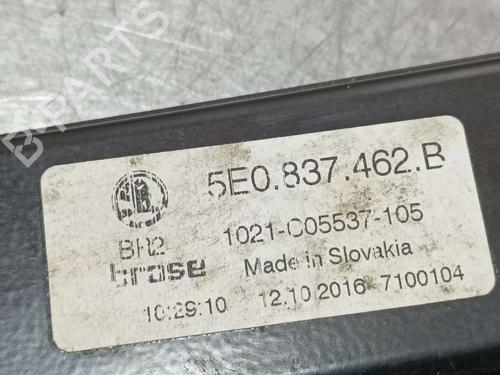 B-PARTS
5E0.837.462.B
BR2
1021-C05537-105
brose
Made in Slovakia
10:29:10
12.10.2016-7100104